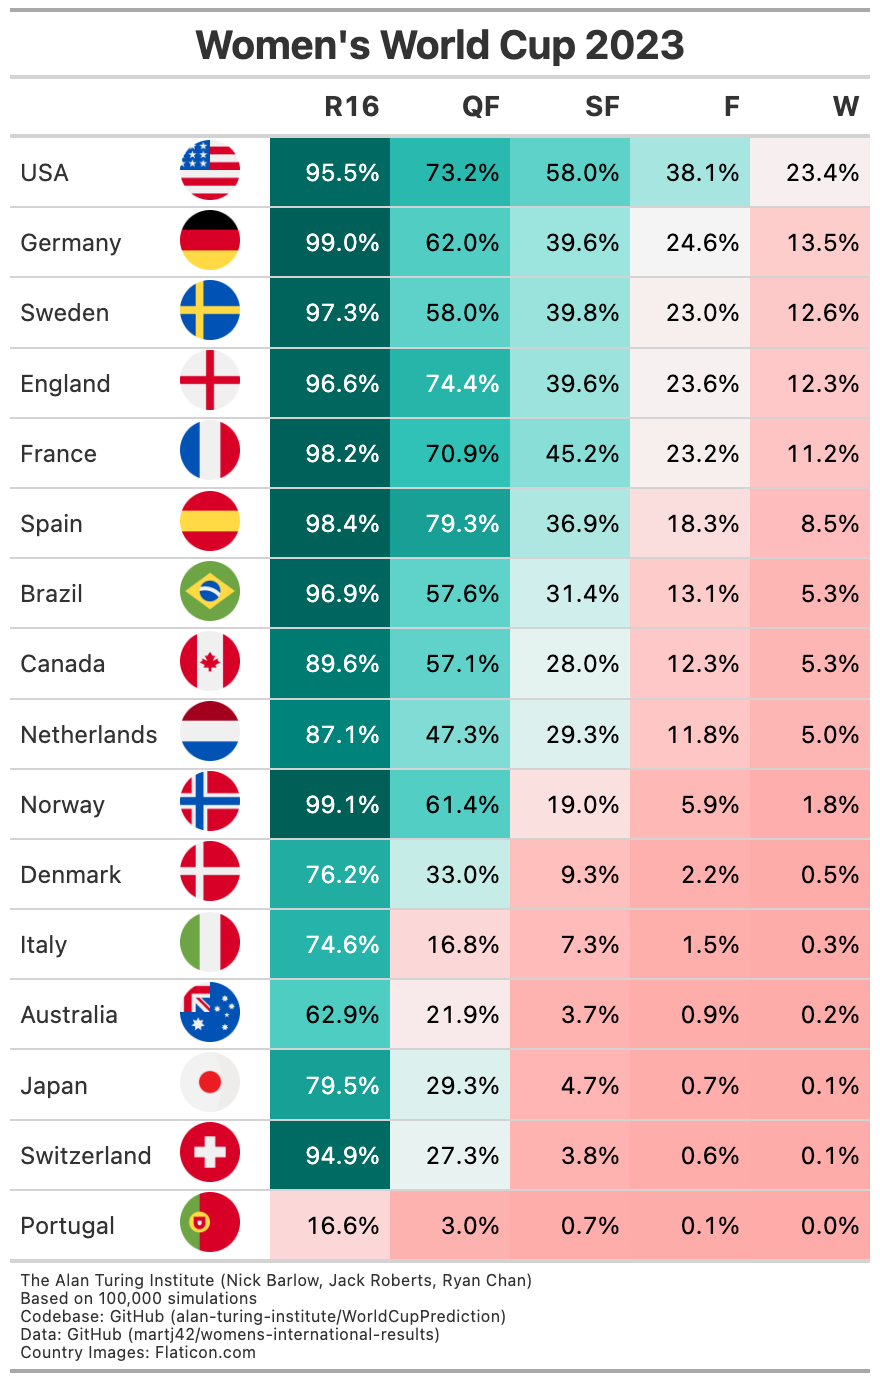 Women's World Cup 2023
R16 QF SF F W
USA 95.5% 73.2% 58.0% 38.1% 23.4%
Germany 99.0% 62.0% 39.6% 24.6% 13.5%
Sweden 97.3% 58.0% 39.8% 23.0% 12.6%
England 96.6% 74.4% 39.6% 23.6% 12.3%
France 98.2% 70.9% 45.2% 23.2% 11.2%
Spain 98.4% 79.3% 36.9% 18.3% 8.5%
Brazil 96.9% 57.6% 31.4% 13.1% 5.3%
Canada 89.6% 57.1% 28.0% 12.3% 5.3%
Netherlands 87.1% 47.3% 29.3% 11.8% 5.0%
Norway 99.1% 61.4% 19.0% 5.9% 1.8%
Denmark 76.2% 33.0% 9.3% 2.2% 0.5%
Italy 74.6% 16.8% 7.3% 1.5% 0.3%
Australia 62.9% 21.9% 3.7% 0.9% 0.2%
Japan 79.5% 29.3% 4.7% 0.7% 0.1%
Switzerland 94.9% 27.3% 3.8% 0.6% 0.1%
Portugal 16.6% 3.0% 0.7% 0.1% 0.0%
The Alan Turing Institute (Nick Barlow, Jack Roberts, Ryan Chan)
Based on 100,000 simulations
Codebase: GitHub (alan-turing-institute/WorldCupPrediction)
Data: GitHub (martj42/womens-international-results)
Country Images: Flaticon.com